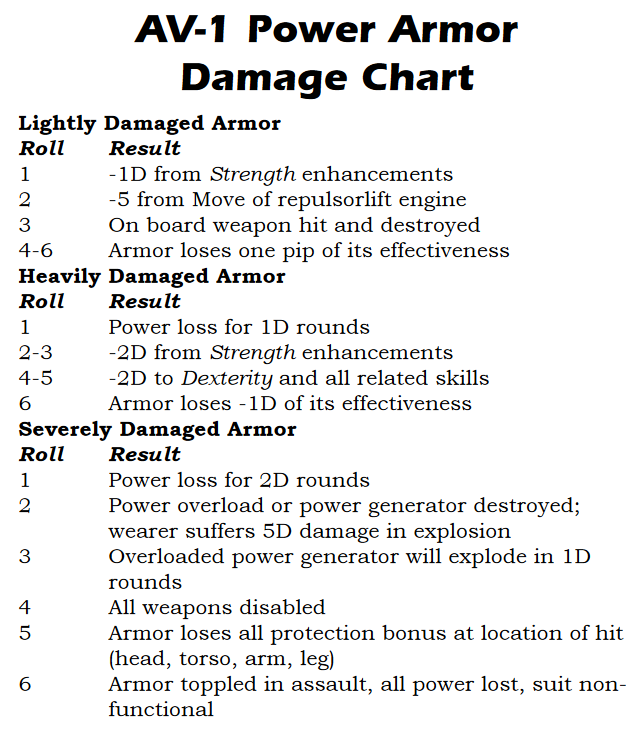 AV-1 Power Armor
Damage Chart
Lightly Damaged Armor
Roll Result
1 -1D from Strength enhancements
2 -5 from Move of repulsorlift engine
3 On board weapon hit and destroyed
4-6 Armor loses one pip of its effectiveness
Heavily Damaged Armor
Roll Result
1 Power loss for 1D rounds
2-3 -2D from Strength enhancements
4-5 -2D to Dexterity and all related skills
6 Armor loses -1D of its effectiveness
Severely Damaged Armor
Roll Result
1 Power loss for 2D rounds
2 Power overload or power generator destroyed;
wearer suffers 5D damage in explosion
3 Overloaded power generator will explode in 1D
rounds
4 All weapons disabled
5 Armor loses all protection bonus at location of hit
(head, torso, arm, leg)
6 Armor toppled in assault, all power lost, suit non-
functional